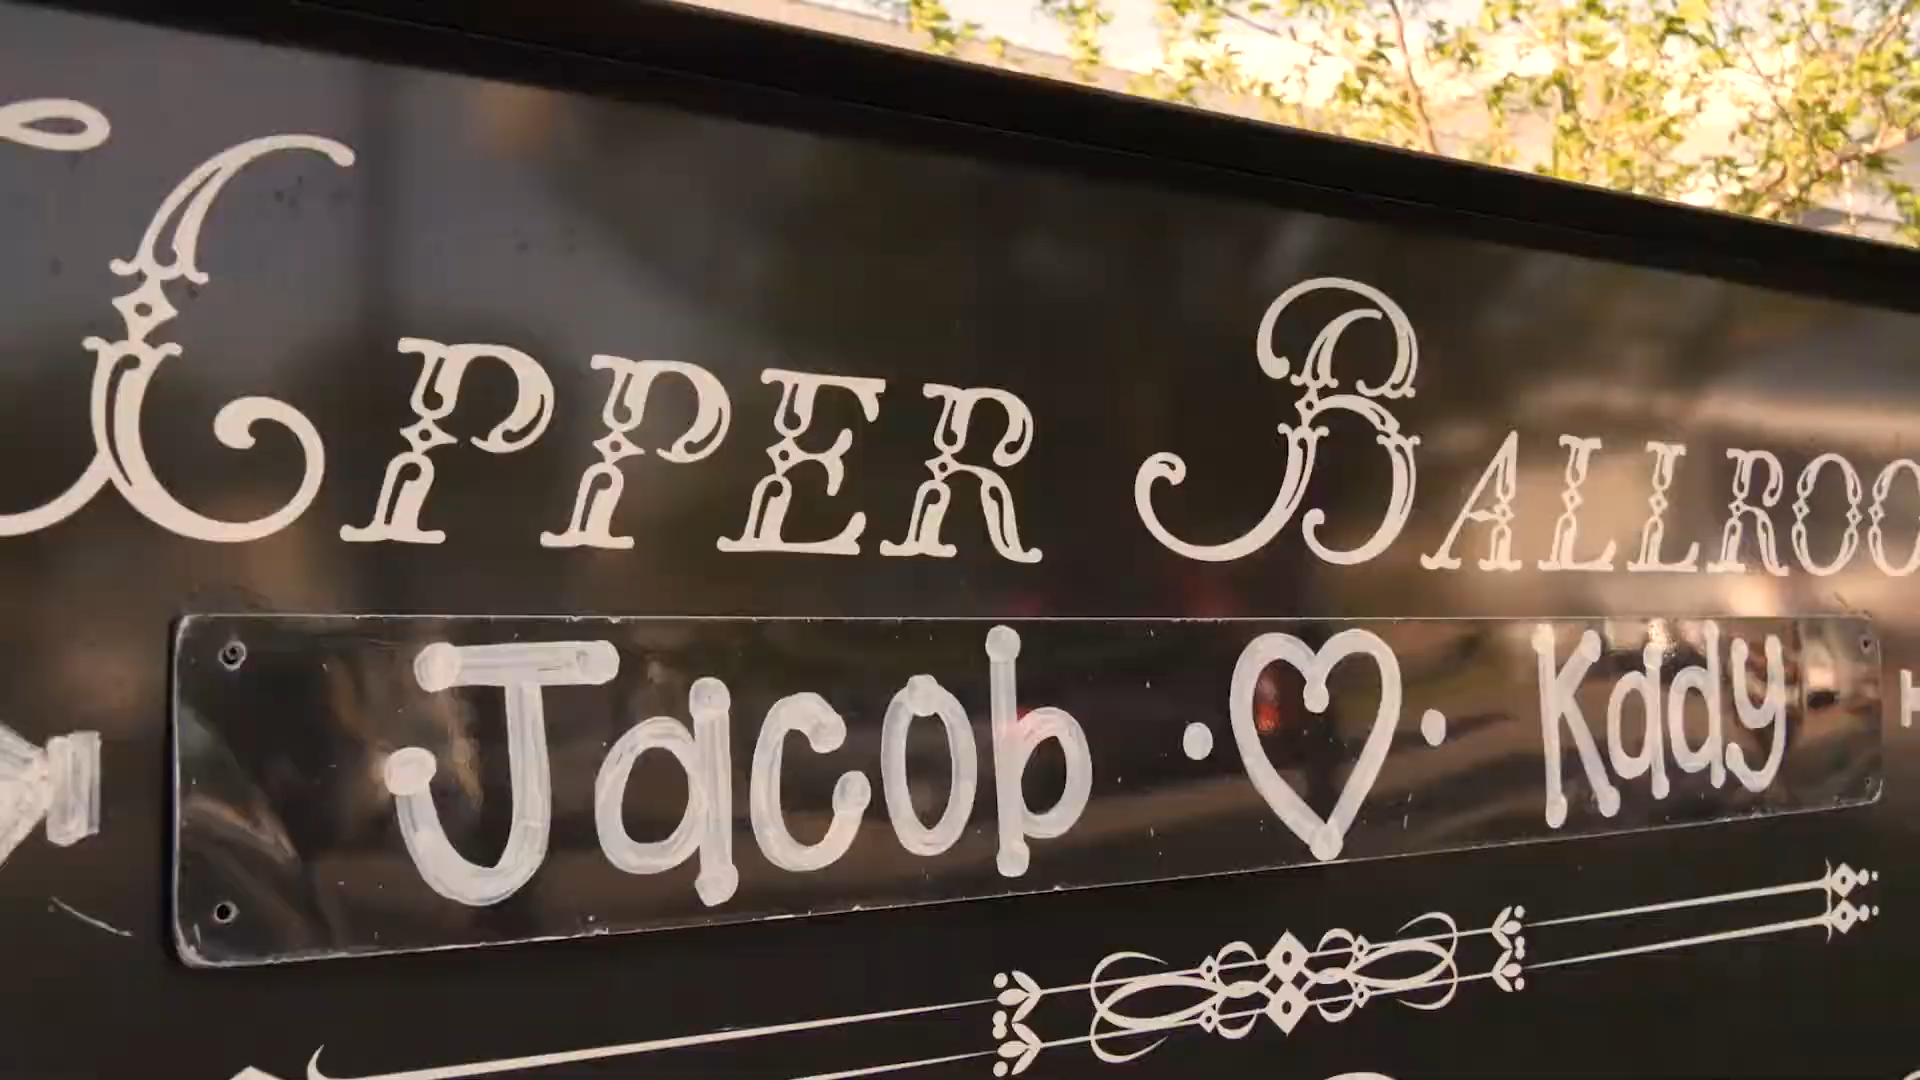 UPPER BALLROO
Jacob · ♡ · Kady